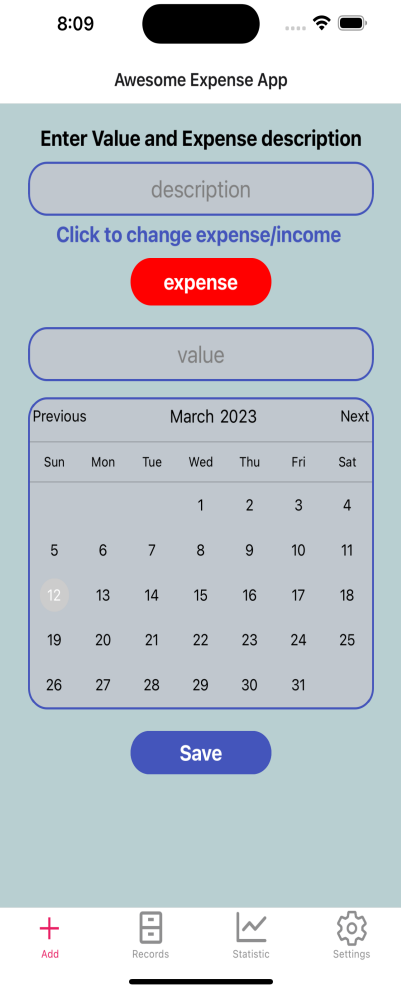 8:09
Awesome Expense App
Enter Value and Expense description
description
Click to change expense/income
expense
value
Previous March 2023 Next
Sun Mon Tue Wed Thu Fri Sat
1 2 3 4
5 6 7 8 9 10 11
12 13 14 15 16 17 18
19 20 21 22 23 24 25
26 27 28 29 30 31
Save
Add Records Statistic Settings